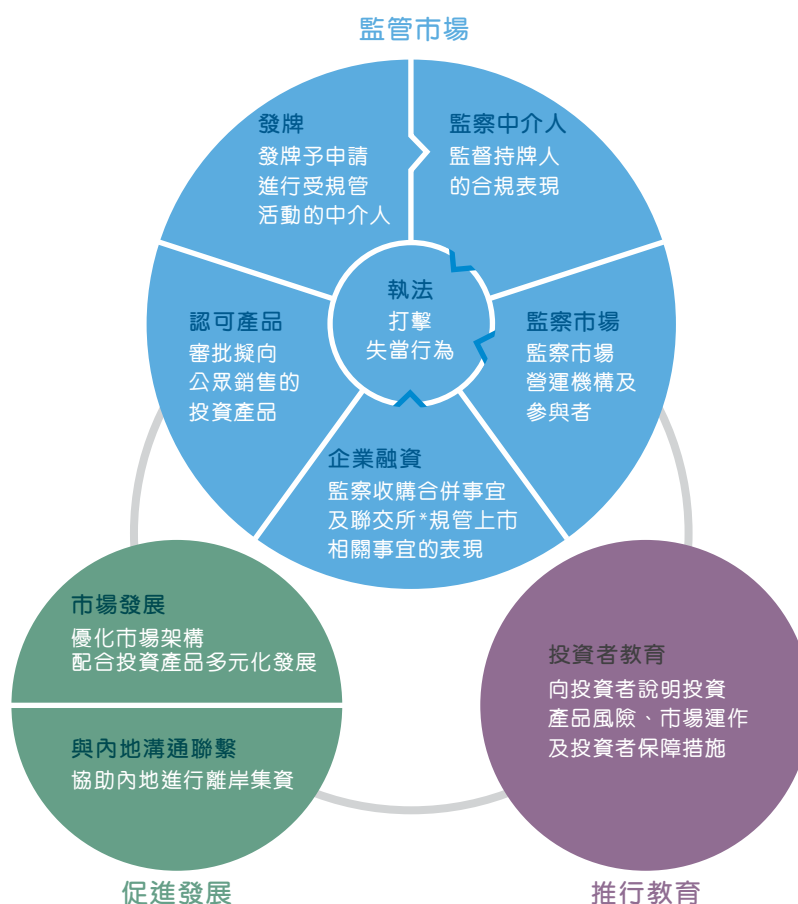 監管市場
發牌
發牌予申請
進行受規管
活動的中介人
監察中介人
監督持牌人
的合規表現
執法
打擊
失當行為
認可產品
審批擬向
公眾銷售的
投資產品
監察市場
監察市場
營運機構及
參與者
企業融資
監察收購合併事宜
及聯交所*規管上市
相關事宜的表現
市場發展
優化市場架構
配合投資產品多元化發展
與內地溝通聯繫
協助內地進行離岸集資
投資者教育
向投資者說明投資
產品風險、市場運作
及投資者保障措施
促進發展
推行教育